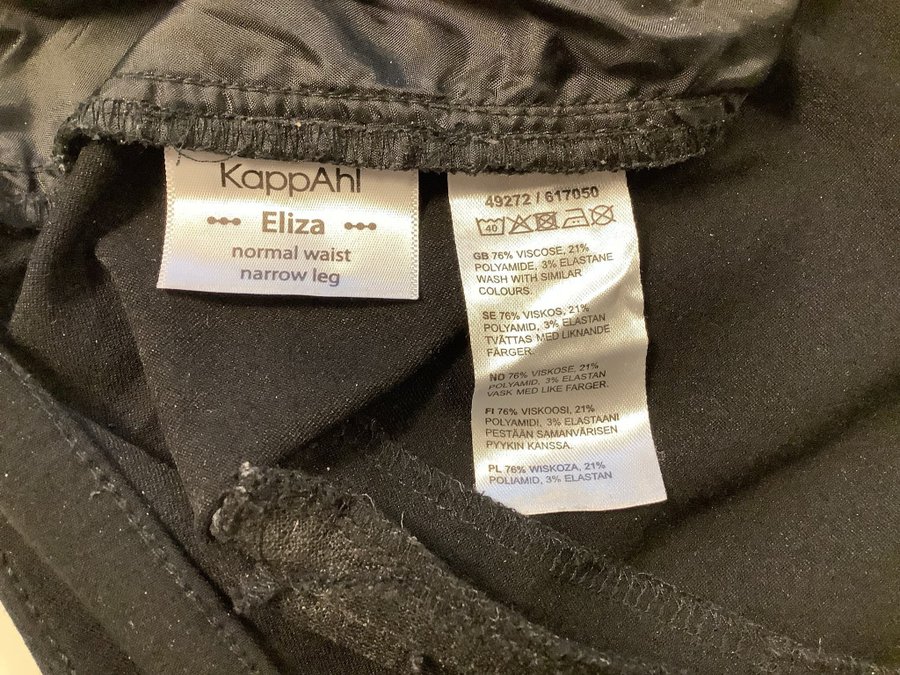 KappAhl
Eliza
normal waist
narrow leg
49272 / 617050
40
GB 76% VISCOSE, 21%
POLYAMIDE, 3% ELASTANE
WASH WITH SIMILAR
COLOURS.
SE 76% VISKOS, 21%
POLYAMID, 3% ELASTAN
TVÄTTAS MED LIKNANDE
FÄRGER.
NO 76% VISKOSE, 21%
POLYAMID, 3% ELASTAN
VASK MED LIKE FARGER.
FI 76% VISKOOSI, 21%
POLYAMIDI, 3% ELASTAANI
PESTÄÄN SAMANVÄRISEN
PYYKIN KANSSA.
PL 76% WISKOZA, 21%
POLIAMID, 3% ELASTAN